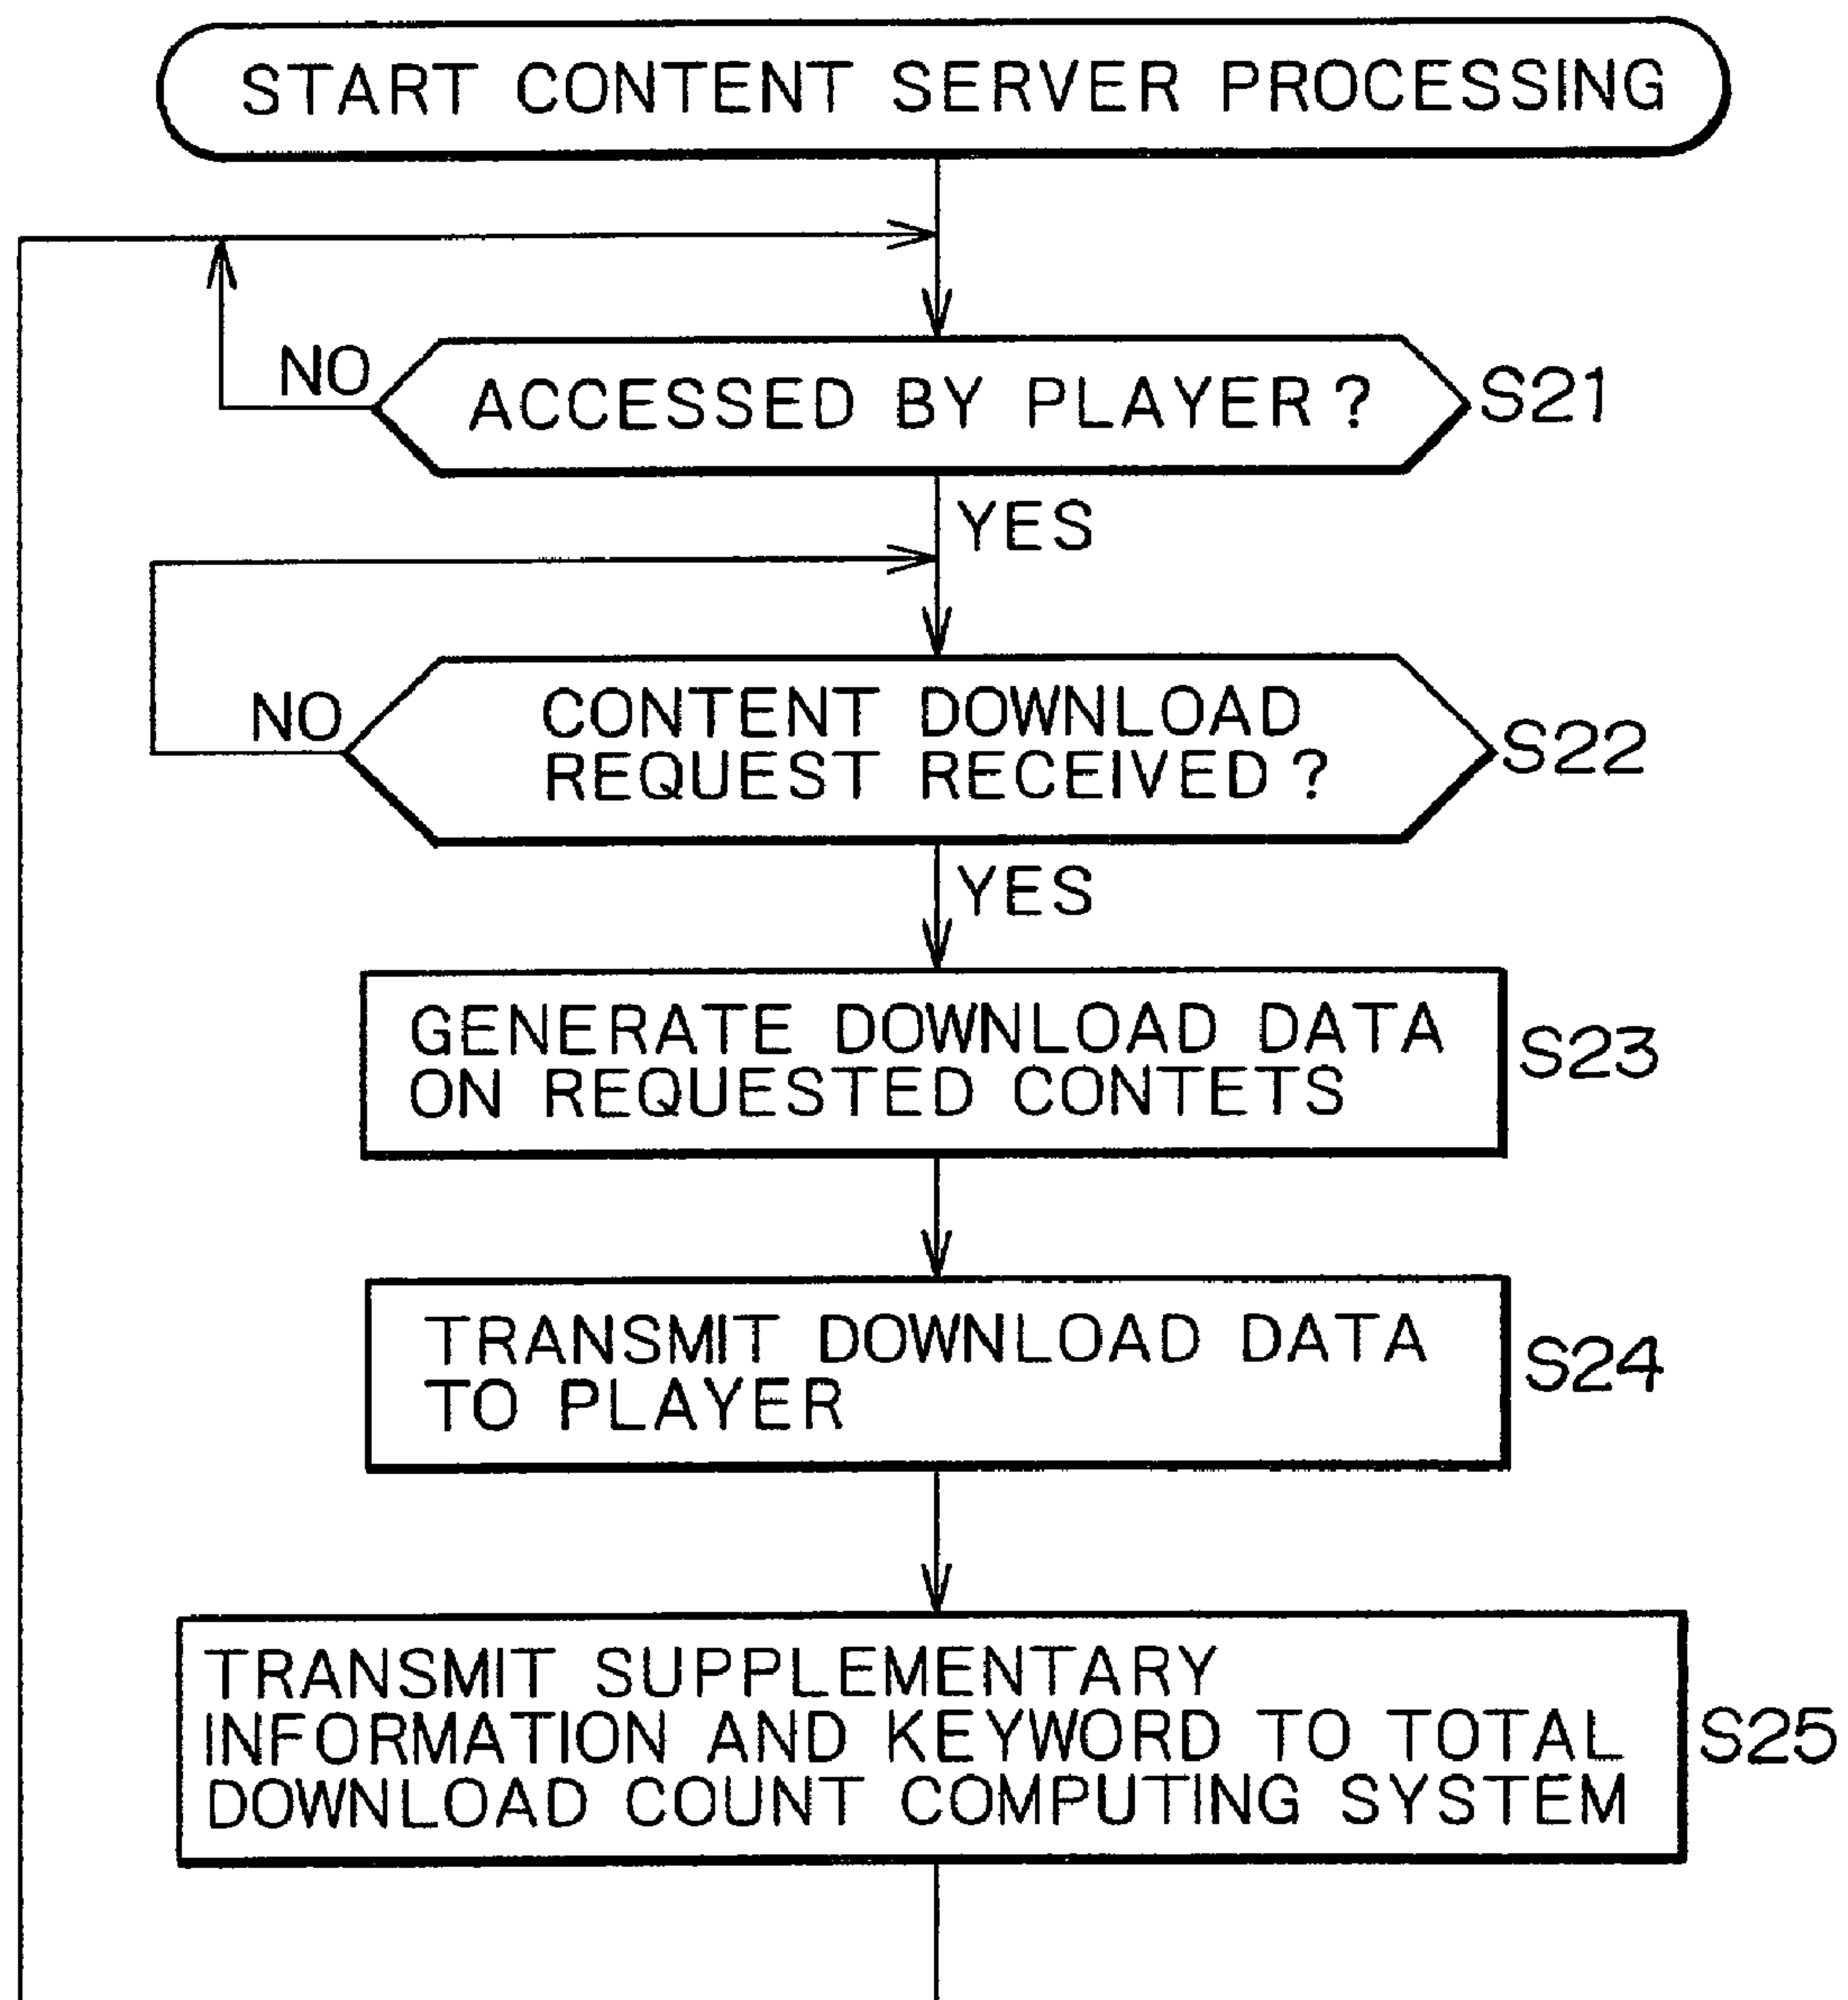 START CONTENT SERVER PROCESSING
NO
ACCESSED BY PLAYER ?
S21
YES
NO
CONTENT DOWNLOAD
REQUEST RECEIVED ?
S22
YES
GENERATE DOWNLOAD DATA
ON REQUESTED CONTETS
S23
TRANSMIT DOWNLOAD DATA
TO PLAYER
S24
TRANSMIT SUPPLEMENTARY
INFORMATION AND KEYWORD TO TOTAL
DOWNLOAD COUNT COMPUTING SYSTEM
S25